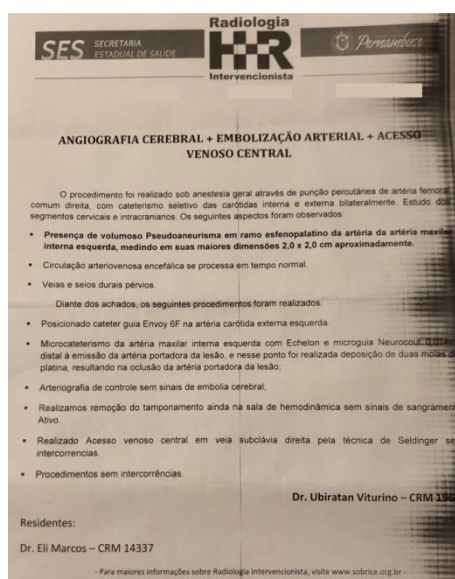 Radiologia
SES SECRETARIA
ESTADUAL DE SAÚDE
HR
Pernambuco
Intervencionista
ANGIOGRAFIA CEREBRAL + EMBOLIZAÇÃO ARTERIAL + ACESSO
VENOSO CENTRAL
O procedimento foi realizado sob anestesia geral através de punção percutânea de artéria femoral
comum direita, com cateterismo seletivo das carótidas interna e externa bilateralmente. Estudo dos
segmentos cervicais e intracranianos. Os seguintes aspectos foram observados:
• Presença de volumoso Pseudoaneurisma em ramo esfenopalatino da artéria da artéria maxilar
interna esquerda, medindo em suas maiores dimensões 2,0 x 2,0 cm aproximadamente.
• Circulação arteriovenosa encefálica se processa em tempo normal.
• Veias e seios durais pérvios.
Diante dos achados, os seguintes procedimentos foram realizados.
• Posicionado cateter guia Envoy 6F na artéria carótida externa esquerda.
• Microcateterismo da artéria maxilar interna esquerda com Echelon e microguia
distal à emissão da artéria portadora da lesão, e nesse ponto foi realizada deposição de duas molas de
platina, resultando na oclusão da artéria portadora da lesão;
• Arteriografia de controle sem sinais de embolia cerebral;
• Realizamos remoção do tamponamento ainda na sala de hemodinâmica sem sinais de sangramen
Ativo.
• Realizado Acesso venoso central em veia subclávia direita pela técnica de Seldinger se
intercorrencias.
• Procedimentos sem intercorrências.
Dr. Ubiratan Viturino – CRM 196
Residentes:
Dr. Eli Marcos – CRM 14337
- Para maiores informações sobre Radiologia Intervencionista, visite www.sobrice.org.br -